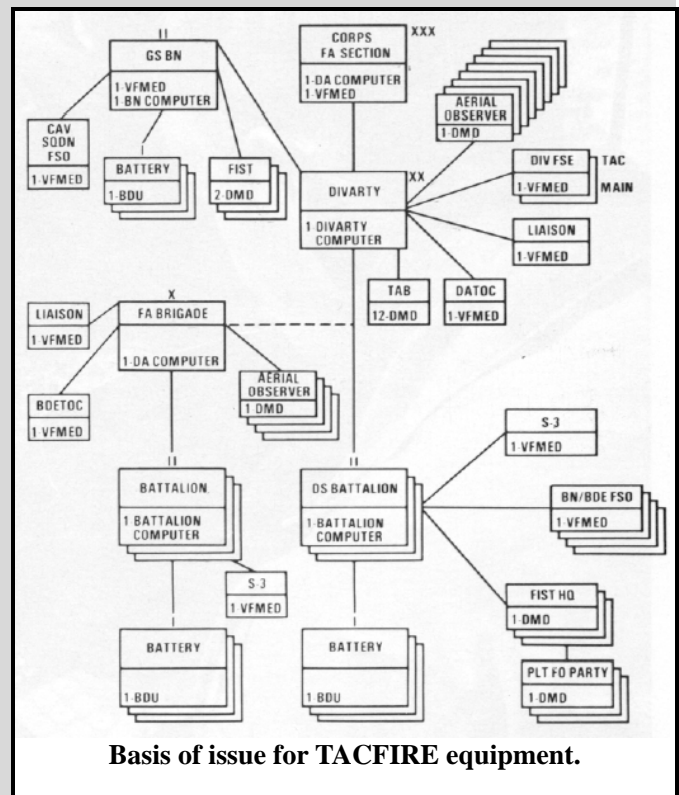 II
GS BN
1-VFMED
1-BN COMPUTER
CORPS
FA SECTION
XXX
1-DA COMPUTER
1-VFMED
AERIAL
OBSERVER
1-DMD
CAV
SQDN
FSO
1-VFMED
I
BATTERY
1-BDU
FIST
2-DMD
XX
DIVARTY
1 DIVARTY
COMPUTER
DIV FSE
1-VFMED
TAC
MAIN
LIAISON
1-VFMED
TAB
12-DMD
DATOC
1-VFMED
LIAISON
1-VFMED
X
FA BRIGADE
1-DA COMPUTER
BDETOC
1-VFMED
AERIAL
OBSERVER
1 DMD
S-3
1-VFMED
II
BATTALION
1 BATTALION
COMPUTER
II
DS BATTALION
1-BATTALION
COMPUTER
BN/BDE FSO
1-VFMED
S-3
1-VFMED
FIST HQ
1-DMD
I
BATTERY
1-BDU
I
BATTERY
1-BDU
PLT FO PARTY
1-DMD
Basis of issue for TACFIRE equipment.